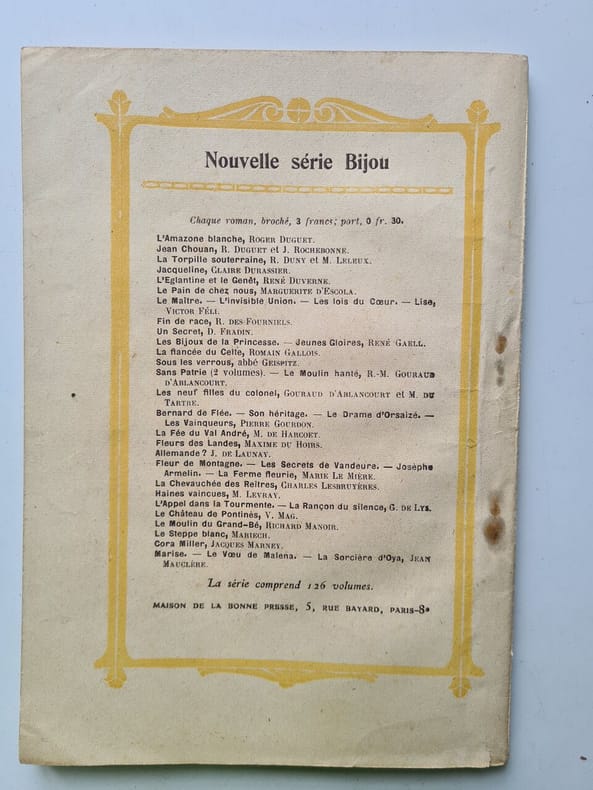 Nouvelle série Bijou
Chaque roman, broché, 3 francs; port, 0 fr. 30.
L'Amazone blanche, ROGER DUGUET.
Jean Chouan, R. DUGUET et J. ROCHEBONNE.
La Torpille souterraine, R. DUNY et M. LELEUX.
Jacqueline, CLAIRE DURASSIER.
L'Eglantine et le Genêt, RENÉ DUVERNE.
Le Pain de chez nous, MARGUERITE D'ESCOLA.
Le Maître. — L'Invisible Union. — Les lois du Cœur. — Lise,
VICTOR FÉLI.
Fin de race, R. DES FOURNIELS.
Un Secret, D. FRADIN.
Les Bijoux de la Princesse. — Jeunes Gloires, RENÉ GAELL.
La fiancée du Celte, ROMAIN GALLOIS.
Sous les verrous, abbé GEISPITZ.
Sans Patrie (2 volumes). — Le Moulin hanté, R.-M. GOURAUD
D'ABLANCOURT.
Les neuf filles du colonel, GOURAUD D'ABLANCOURT et M. DU
TARTRE.
Bernard de Flée. — Son héritage. — Le Drame d'Orsaizé. —
Les Vainqueurs, PIERRE GOURDON.
La Fée du Val André, M. DE HARCOET.
Fleurs des Landes, MAXIME DU HOIRS.
Allemande ? J. DE LAUNAY.
Fleur de Montagne. — Les Secrets de Vandeure. — Josèphe
Armelin. — La Ferme fleurie, MARIE LE MIÈRE.
La Chevauchée des Reîtres, CHARLES LESBRUYÈRES.
Haines vaincues, M. LEVRAY.
L'Appel dans la Tourmente. — La Rançon du silence, G. DE LYS.
Le Château de Pontinès, V. MAG.
Le Moulin du Grand-Bé, RICHARD MANOIR.
Le Steppe blanc, MARIECH.
Cora Miller, JACQUES MARNEY.
Marise. — Le Vœu de Malena. — La Sorcière d'Oya, JEAN
MAUCLÈRE.
La série comprend 126 volumes.
MAISON DE LA BONNE PRESSE, 5, RUE BAYARD, PARIS-8e